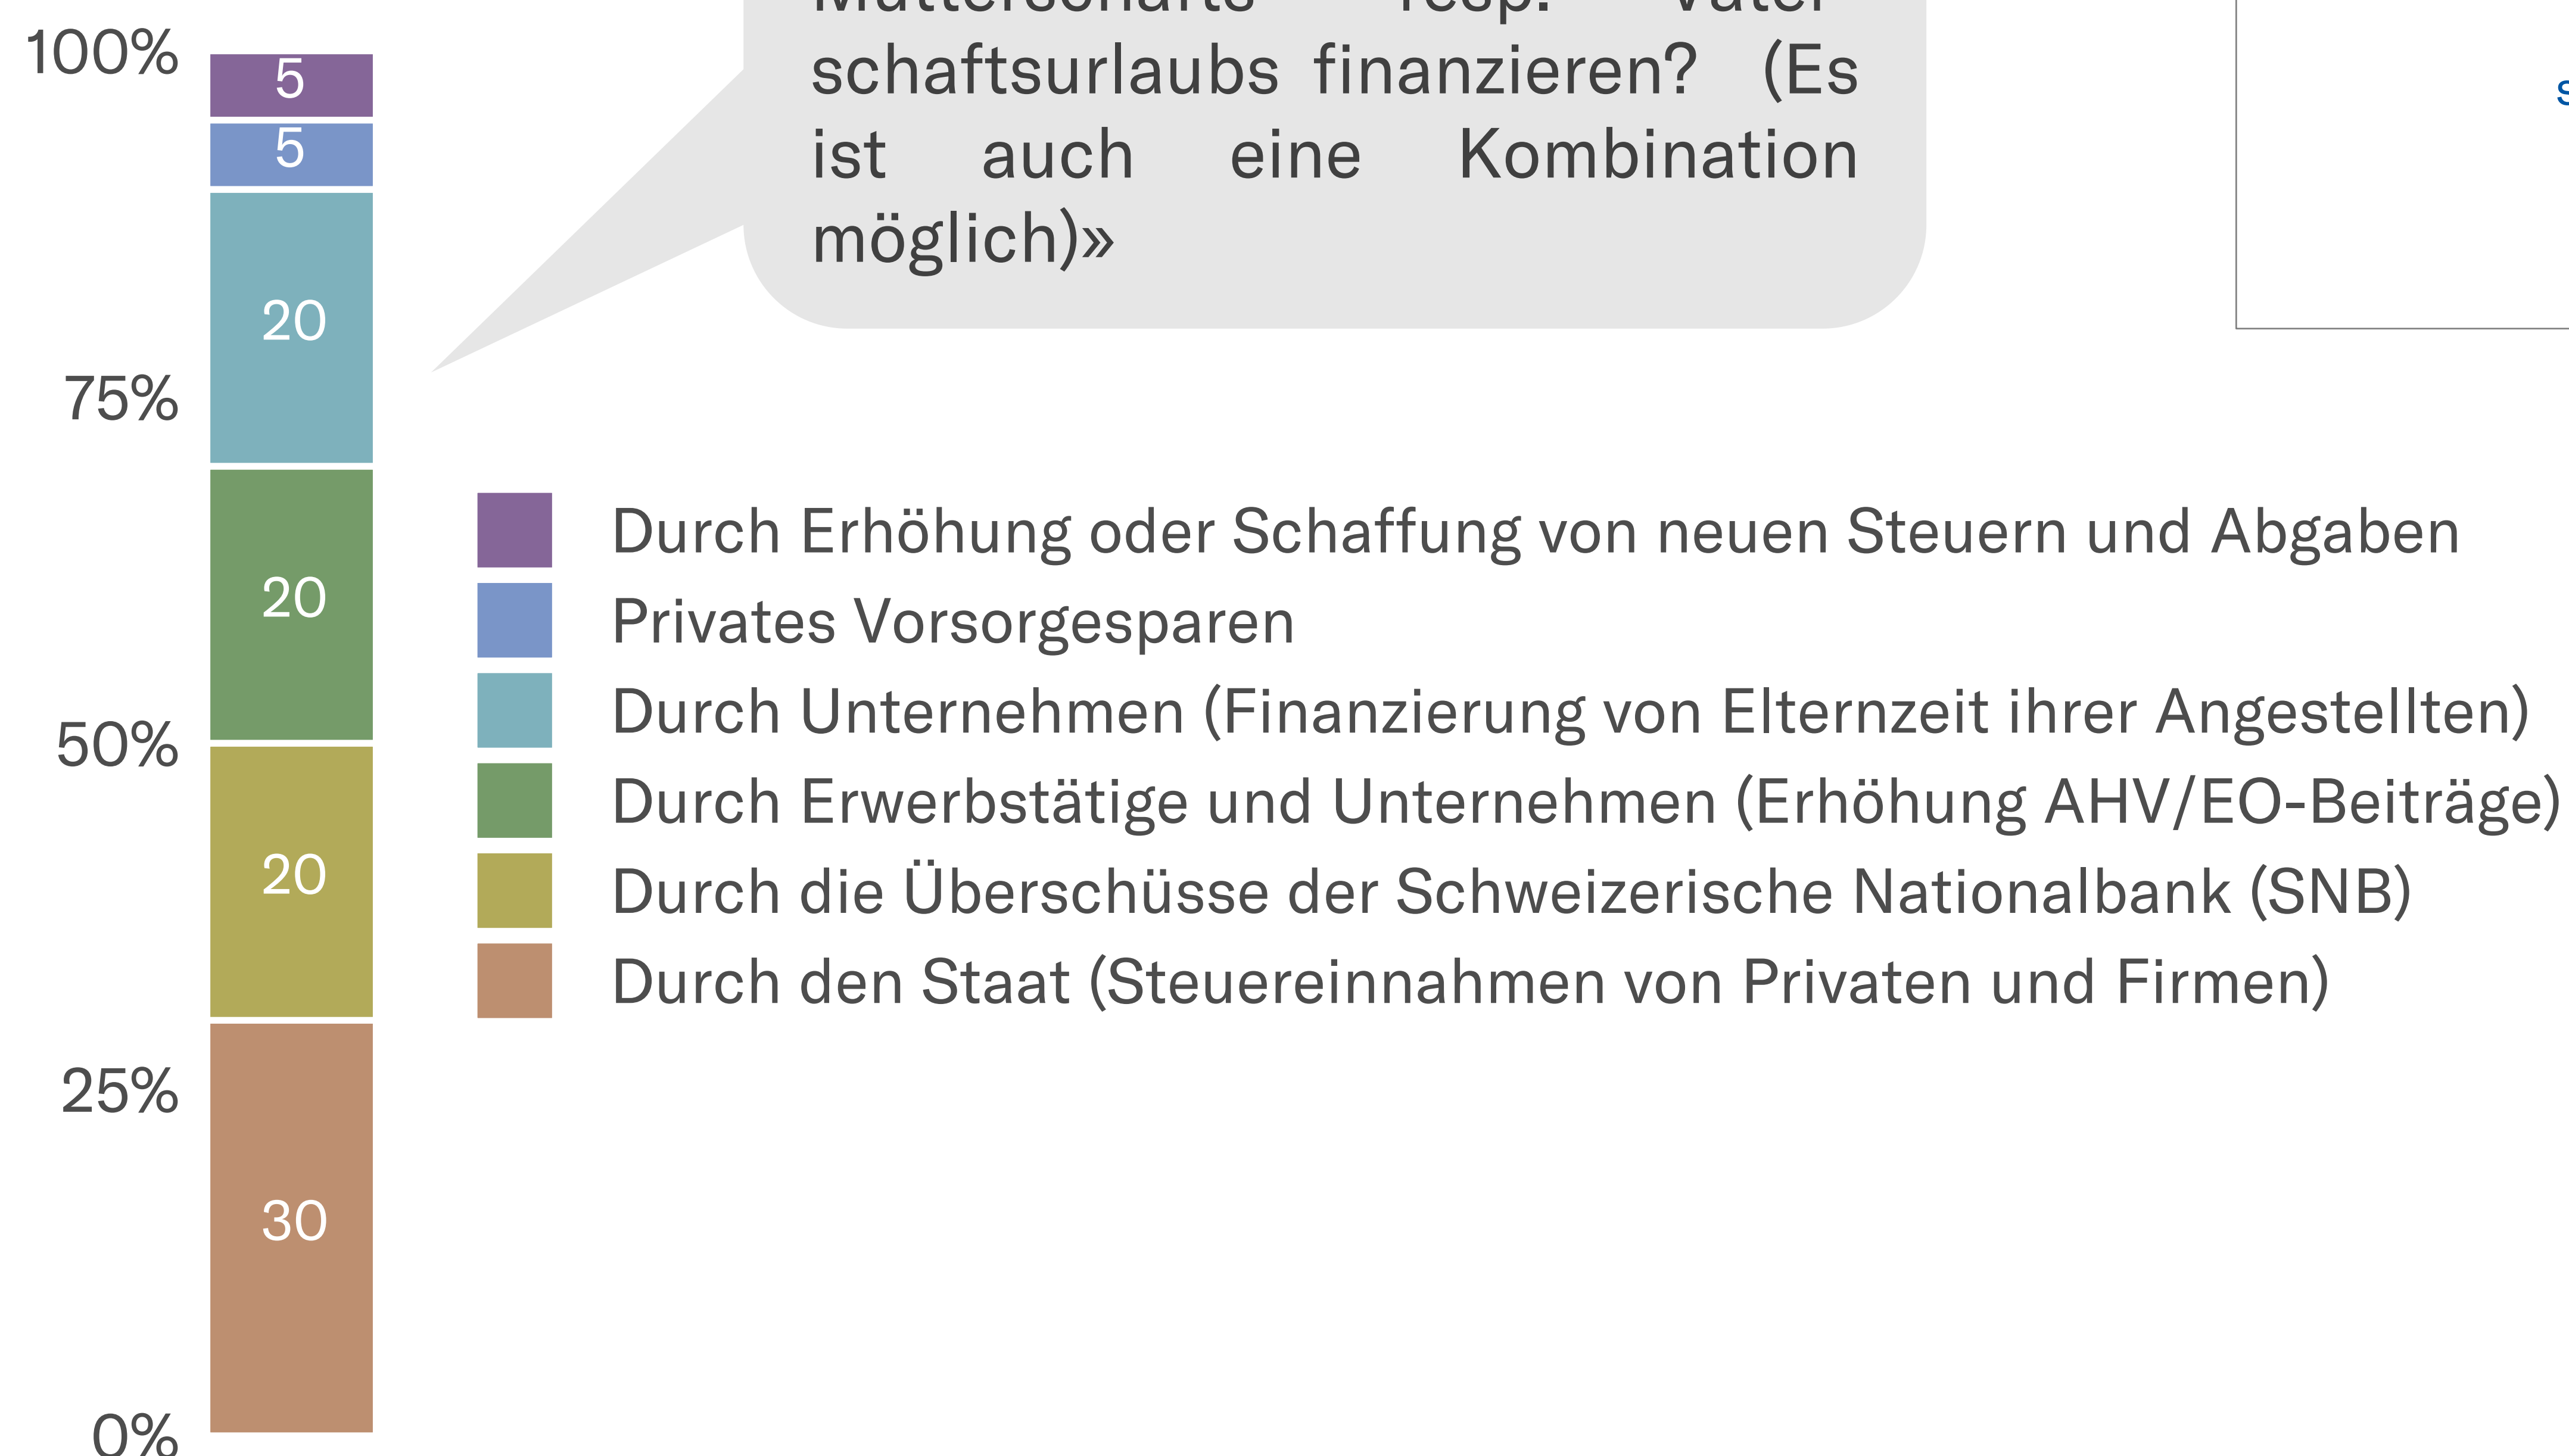 Mutterschafts- resp. Vater-
schaftsurlaubs finanzieren? (Es
ist auch eine Kombination
möglich)»
100%
75%
50%
25%
0%
5
5
20
20
20
30
Durch Erhöhung oder Schaffung von neuen Steuern und Abgaben
Privates Vorsorgesparen
Durch Unternehmen (Finanzierung von Elternzeit ihrer Angestellten)
Durch Erwerbstätige und Unternehmen (Erhöhung AHV/EO-Beiträge)
Durch die Überschüsse der Schweizerische Nationalbank (SNB)
Durch den Staat (Steuereinnahmen von Privaten und Firmen)